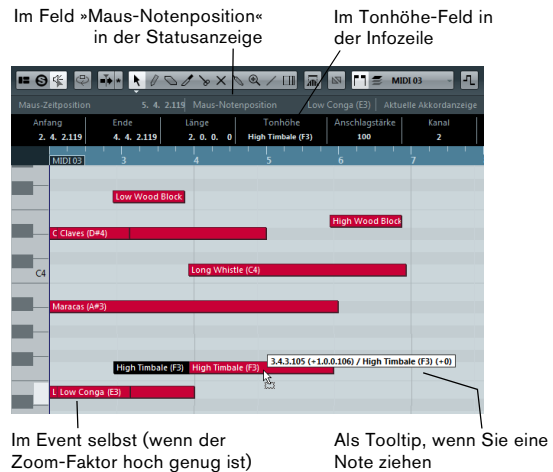 Im Feld »Maus-Notenposition«
in der Statusanzeige
Im Tonhöhe-Feld in
der Infozeile
MIDI 03
Maus-Zeitposition 5. 4. 2.119 Maus-Notenposition Low Conga (E3) Aktuelle Akkordanzeige
Anfang Ende Länge Tonhöhe Anschlagstärke Kanal
2. 4. 2.119 4. 4. 2.119 2. 0. 0. 0 High Timbale (F3) 100 2
MIDI 03 3 4 5 6 7
Low Wood Block
High Wood Block
C Claves (D#4)
C4
Long Whistle (C4)
Maracas (A#3)
3.4.3.105 (+1.0.0.106) / High Timbale (F3) (+0)
High Timbale (F3) High Timbale (F3)
L Low Conga (E3)
Im Event selbst (wenn der
Zoom-Faktor hoch genug ist)
Als Tooltip, wenn Sie eine
Note ziehen